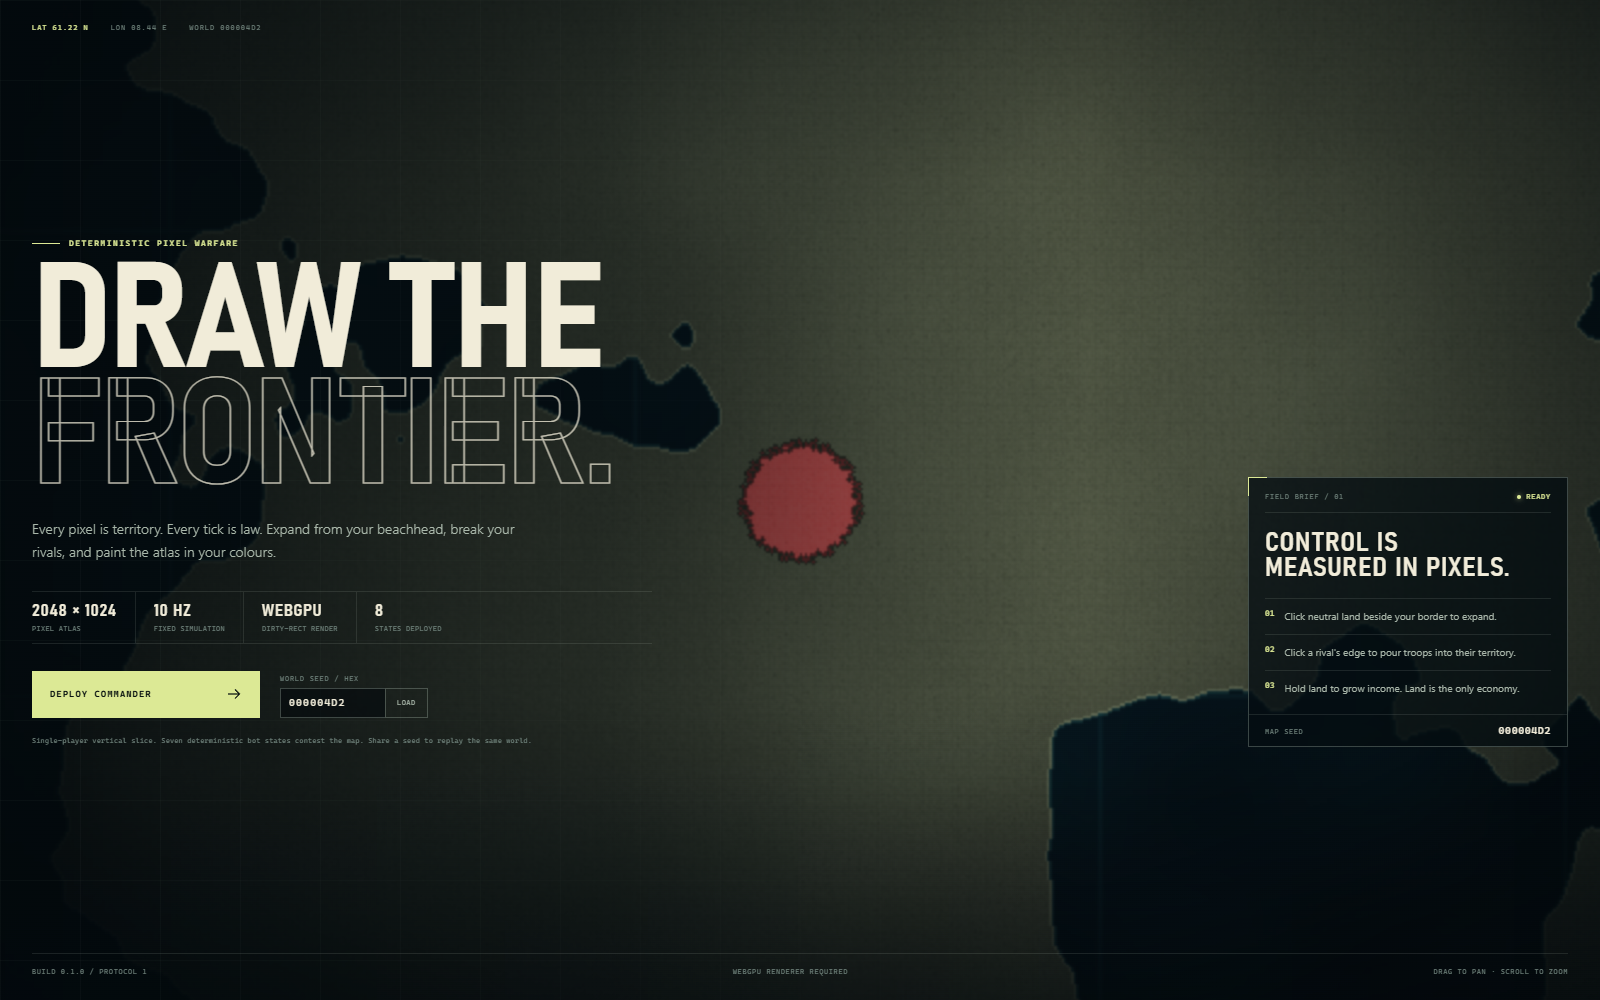 LAT 61.22 N LON 08.44 E WORLD 000004D2
DETERMINISTIC PIXEL WARFARE
DRAW THE
FRONTIER.
Every pixel is territory. Every tick is law. Expand from your beachhead, break your
rivals, and paint the atlas in your colours.
2048 × 1024
PIXEL ATLAS
10 HZ
FIXED SIMULATION
WEBGPU
DIRTY-RECT RENDER
8
STATES DEPLOYED
DEPLOY COMMANDER →
WORLD SEED / HEX
000004D2 LOAD
Single-player vertical slice. Seven deterministic bot states contest the map. Share a seed to replay the same world.
FIELD BRIEF / 01 READY
CONTROL IS
MEASURED IN PIXELS.
01 Click neutral land beside your border to expand.
02 Click a rival's edge to pour troops into their territory.
03 Hold land to grow income. Land is the only economy.
MAP SEED 000004D2
BUILD 0.1.0 / PROTOCOL 1 WEBGPU RENDERER REQUIRED DRAG TO PAN · SCROLL TO ZOOM